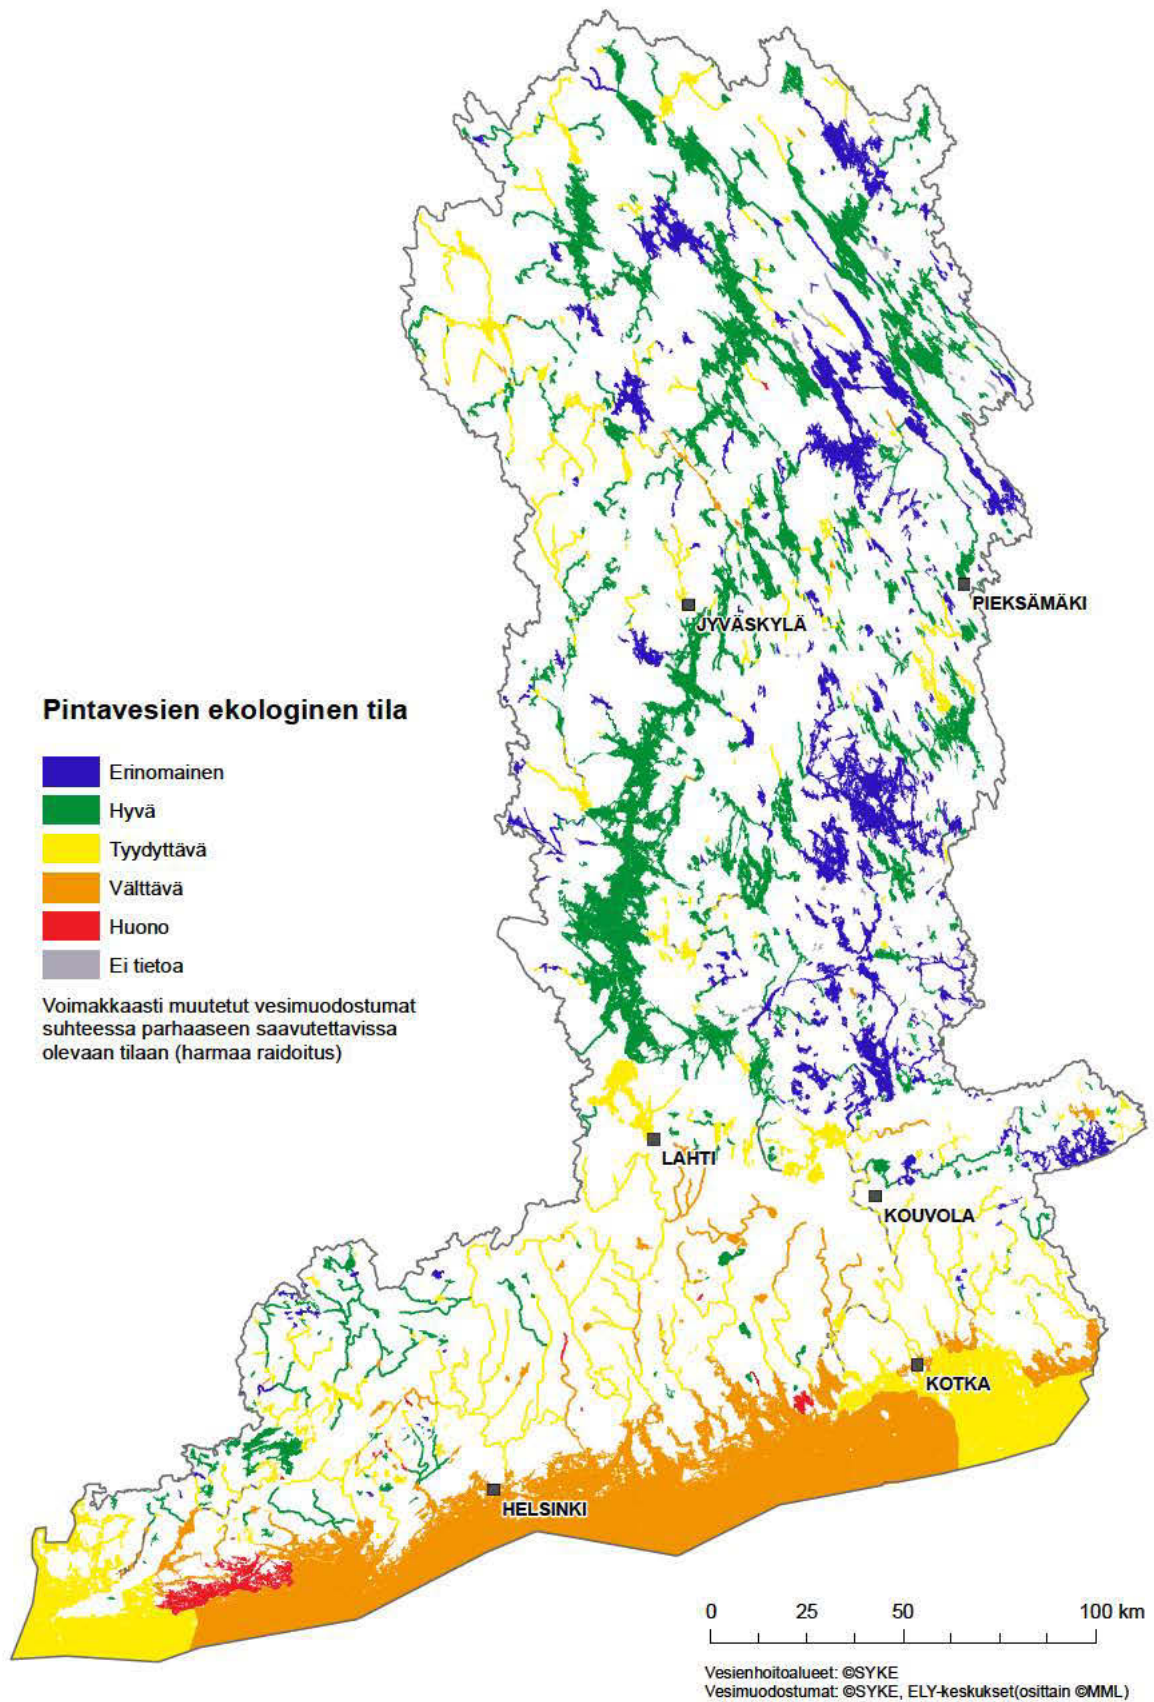 PIEKSÄMÄKI
JYVÄSKYLÄ
Pintavesien ekologinen tila
Erinomainen
Hyvä
Tyydyttävä
Välttävä
Huono
Ei tietoa
Voimakkaasti muutetut vesimuodostumat
suhteessa parhaaseen saavutettavissa
olevaan tilaan (harmaa raidoitus)
LAHTI
KOUVOLA
KOTKA
HELSINKI
0 25 50 100 km
Vesienhoitoalueet: ©SYKE
Vesimuodostumat: ©SYKE, ELY-keskukset(osittain ©MML)